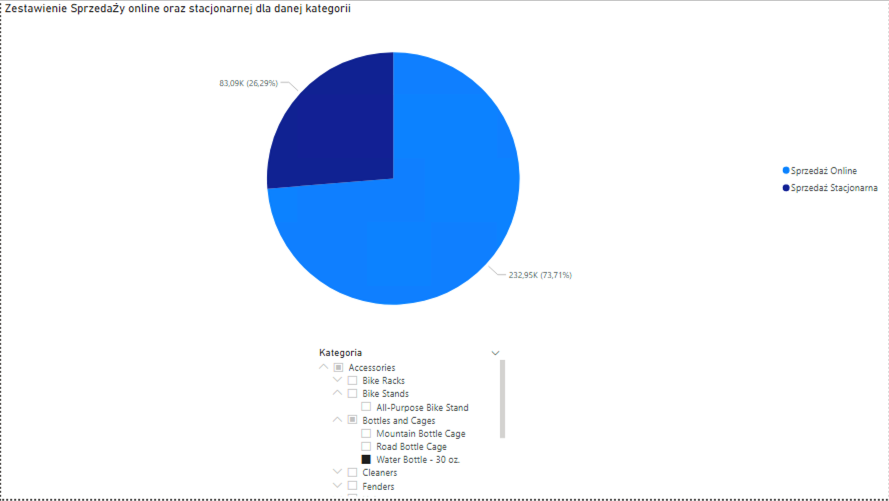 Zestawienie SprzedaŹy online oraz stacjonarnej dla danej kategorii
83,09K (26,29%)
Sprzedaż Online
Sprzedaż Stacjonarna
232,95K (73,71%)
Kategoria
Accessories
Bike Racks
Bike Stands
All-Purpose Bike Stand
Bottles and Cages
Mountain Bottle Cage
Road Bottle Cage
Water Bottle - 30 oz.
Cleaners
Fenders